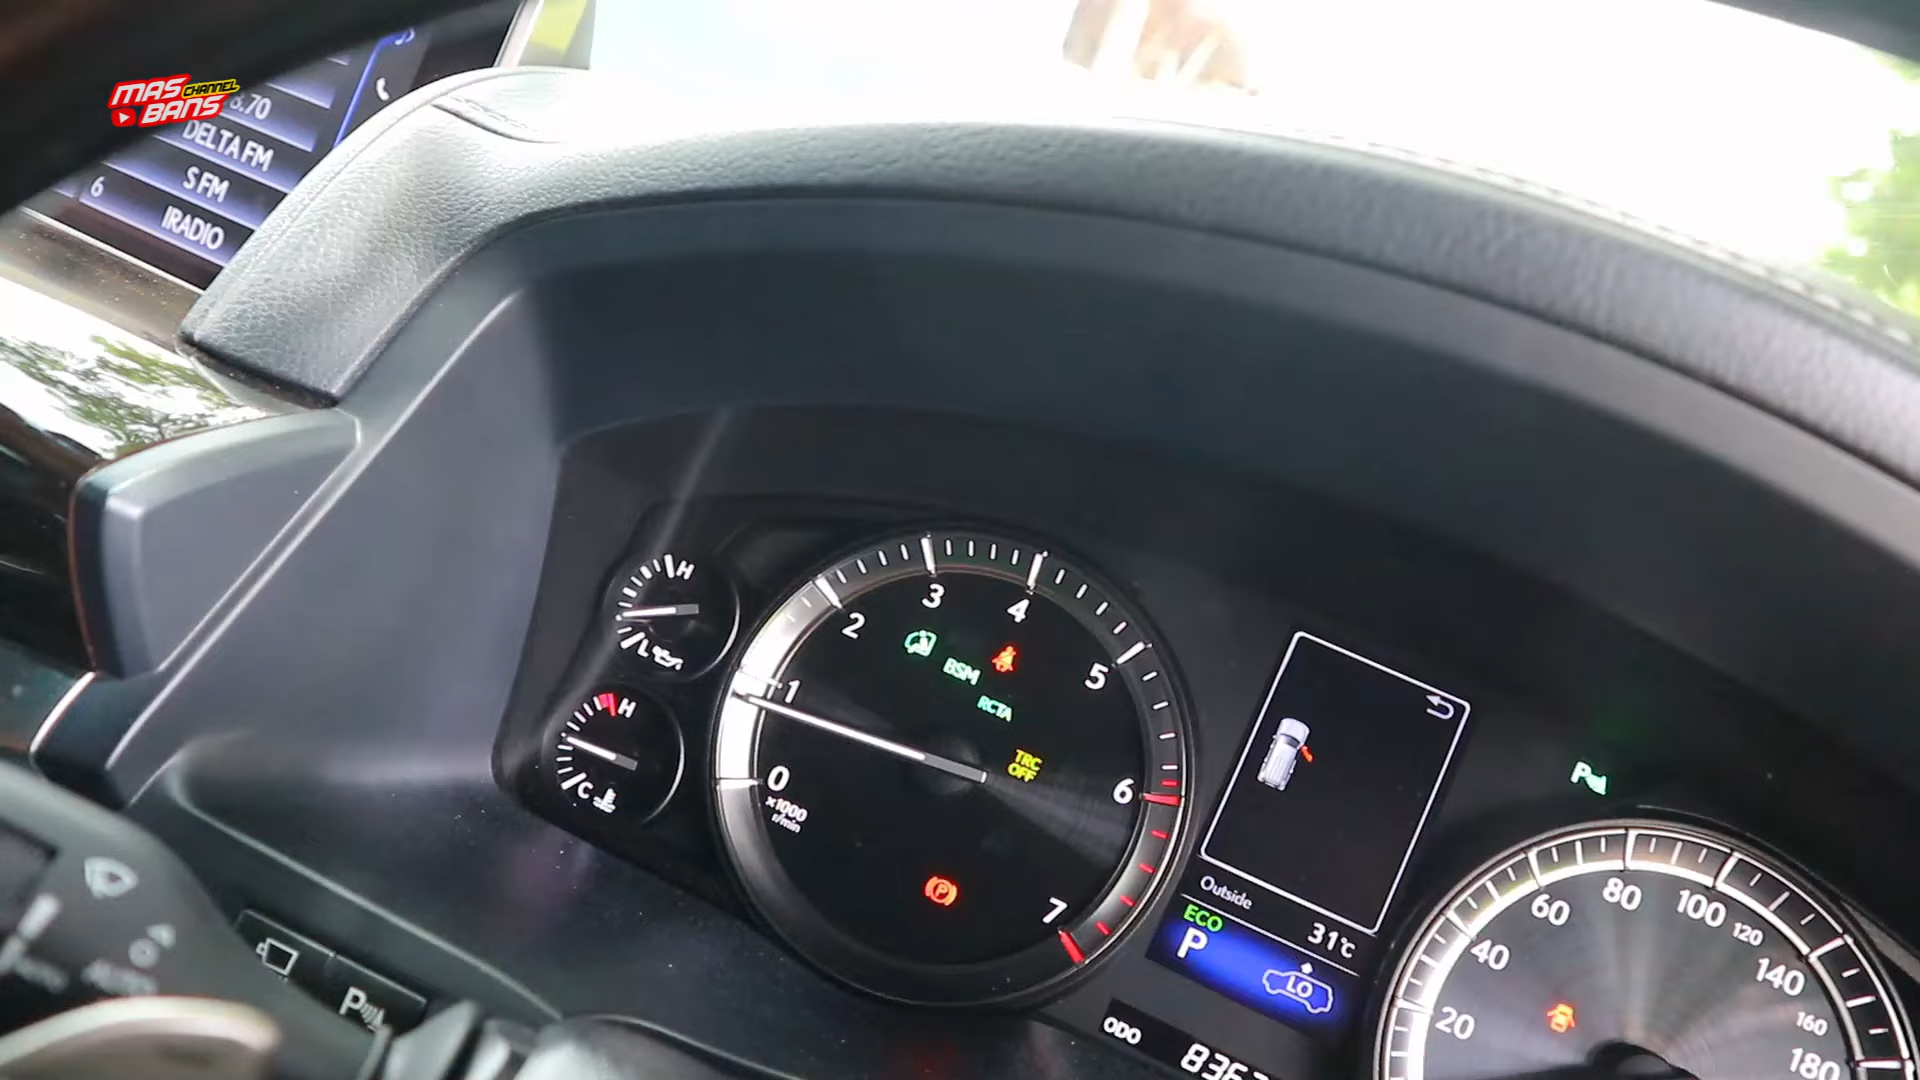 MAS CHANNEL
BANS
8.70
DELTA FM
S FM
6 IRADIO
H
L
H
C
0 1 2 3 4 5 6 7
x1000
r/min
BSM
RCTA
TRC
OFF
P
Outside
31°C
ECO
P
LO
ODO
8363
P
20 40 60 80 100 120 140 160 180
P
AUTO